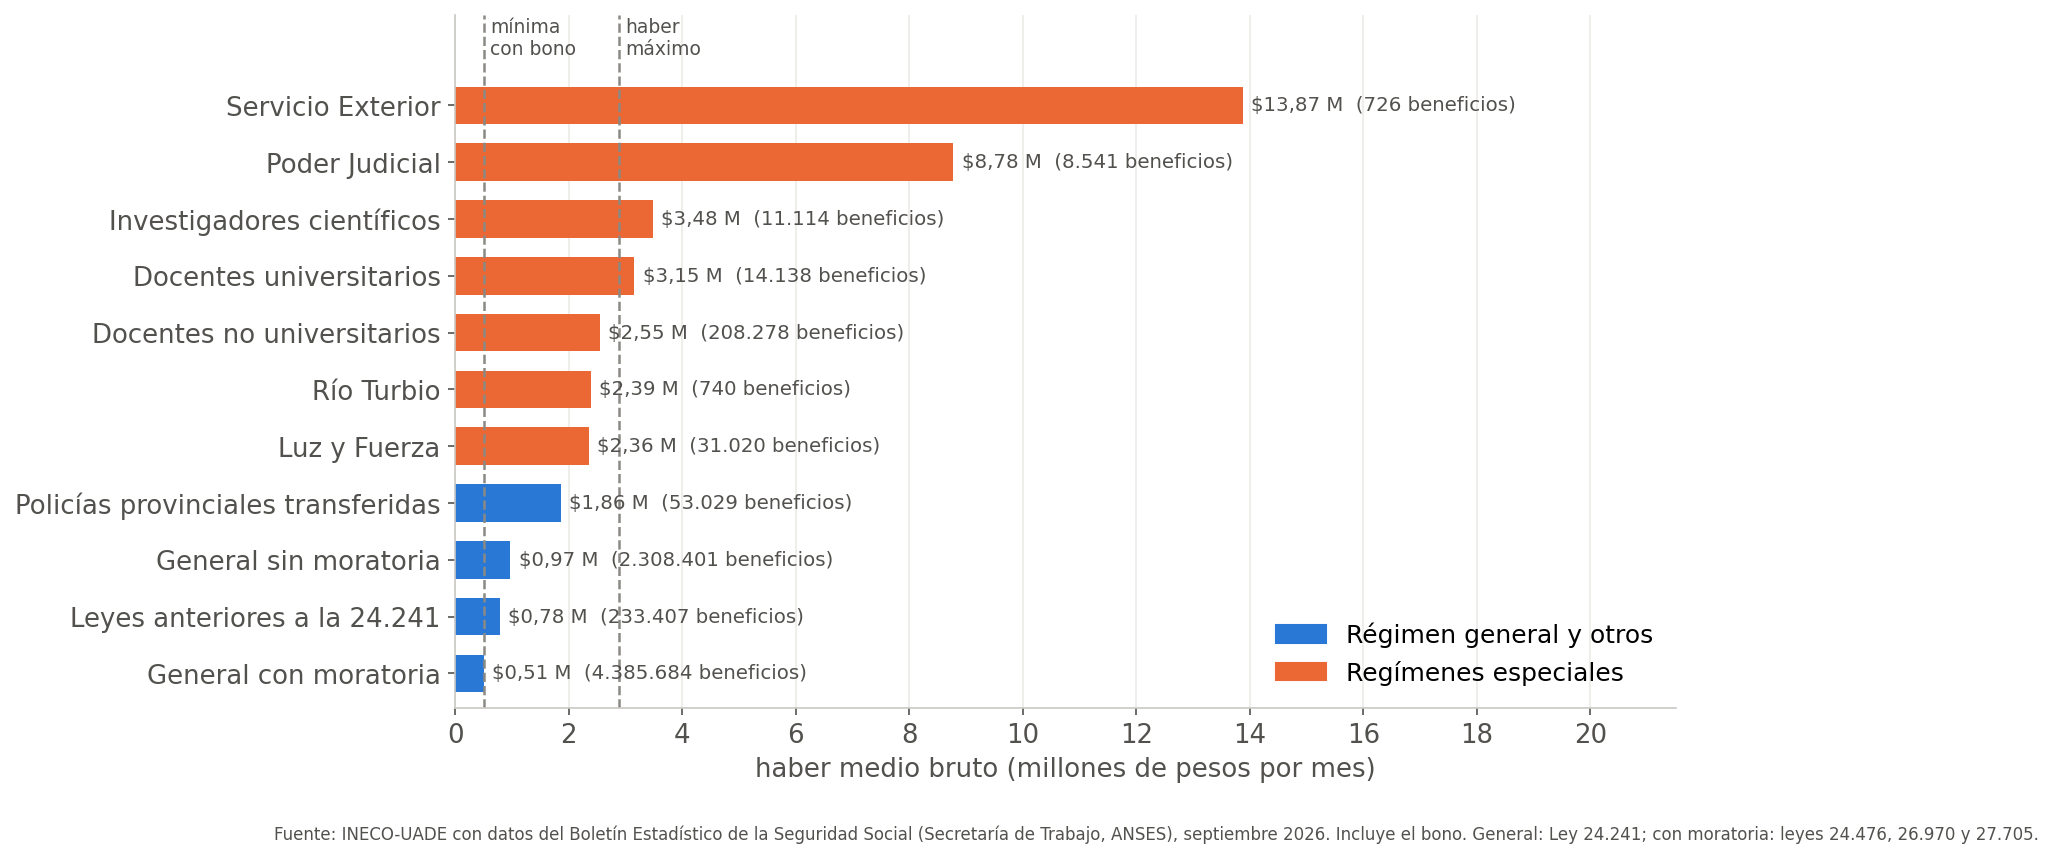 mínima
con bono
haber
máximo
Servicio Exterior
$13,87 M (726 beneficios)
Poder Judicial
$8,78 M (8.541 beneficios)
Investigadores científicos
$3,48 M (11.114 beneficios)
Docentes universitarios
$3,15 M (14.138 beneficios)
Docentes no universitarios
$2,55 M (208.278 beneficios)
Río Turbio
$2,39 M (740 beneficios)
Luz y Fuerza
$2,36 M (31.020 beneficios)
Policías provinciales transferidas
$1,86 M (53.029 beneficios)
General sin moratoria
$0,97 M (2.308.401 beneficios)
Leyes anteriores a la 24.241
$0,78 M (233.407 beneficios)
General con moratoria
$0,51 M (4.385.684 beneficios)
Régimen general y otros
Regímenes especiales
0 2 4 6 8 10 12 14 16 18 20
haber medio bruto (millones de pesos por mes)
Fuente: INECO-UADE con datos del Boletín Estadístico de la Seguridad Social (Secretaría de Trabajo, ANSES), septiembre 2026. Incluye el bono. General: Ley 24.241; con moratoria: leyes 24.476, 26.970 y 27.705.